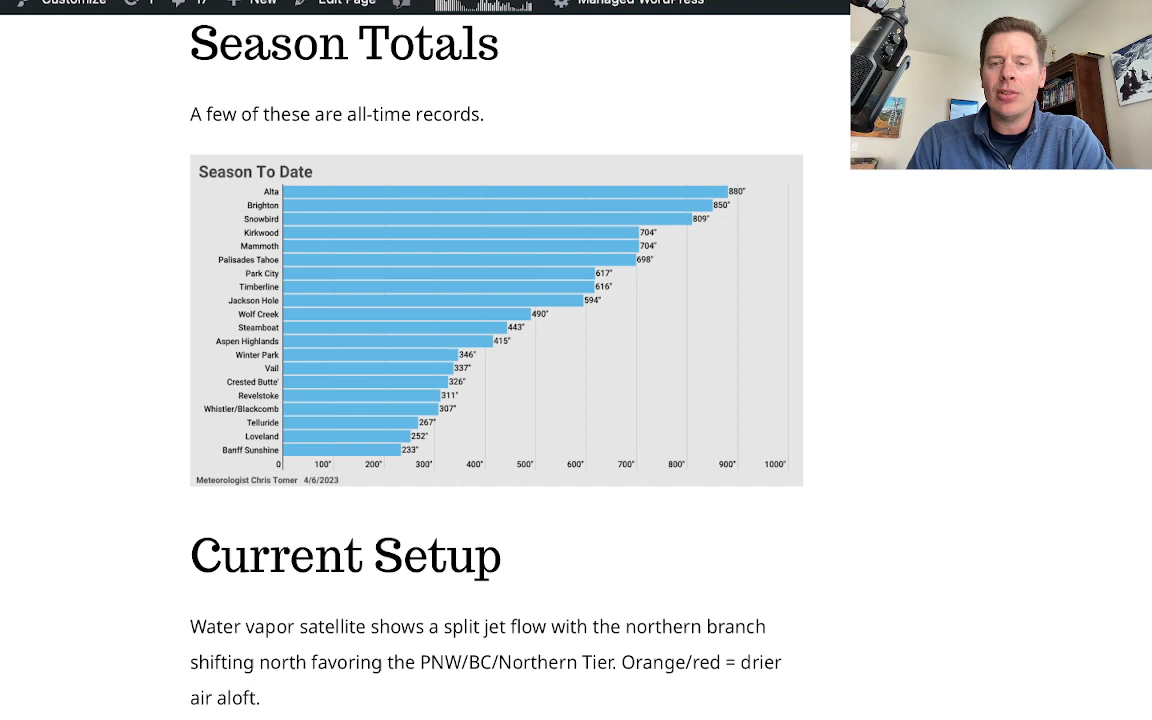 Customize
1
17
New
Edit Page
Managed WordPress
Season Totals
A few of these are all-time records.
Season To Date
Alta 880"
Brighton 850"
Snowbird 809"
Kirkwood 704"
Mammoth 704"
Palisades Tahoe 698"
Park City 617"
Timberline 616"
Jackson Hole 594"
Wolf Creek 490"
Steamboat 443"
Aspen Highlands 415"
Winter Park 346"
Vail 337"
Crested Butte' 326"
Revelstoke 311"
Whistler/Blackcomb 307"
Telluride 267"
Loveland 252"
Banff Sunshine 233"
0 100" 200" 300" 400" 500" 600" 700" 800" 900" 1000"
Meteorologist Chris Tomer 4/6/2023
Current Setup
Water vapor satellite shows a split jet flow with the northern branch
shifting north favoring the PNW/BC/Northern Tier. Orange/red = drier
air aloft.